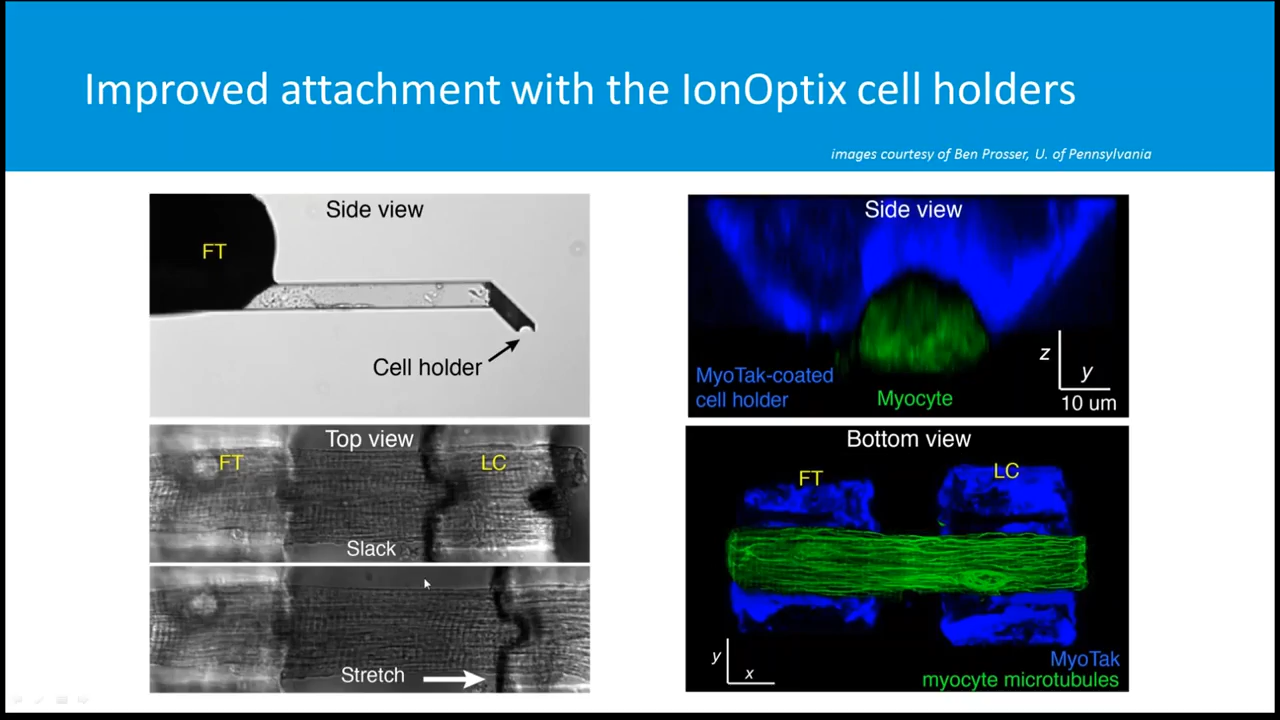 Improved attachment with the IonOptix cell holders
images courtesy of Ben Prosser, U. of Pennsylvania
Side view
FT
Cell holder
Top view
FT
LC
Slack
Stretch
Side view
MyoTak-coated
cell holder
Myocyte
z
y
10 um
Bottom view
FT
LC
y
x
MyoTak
myocyte microtubules